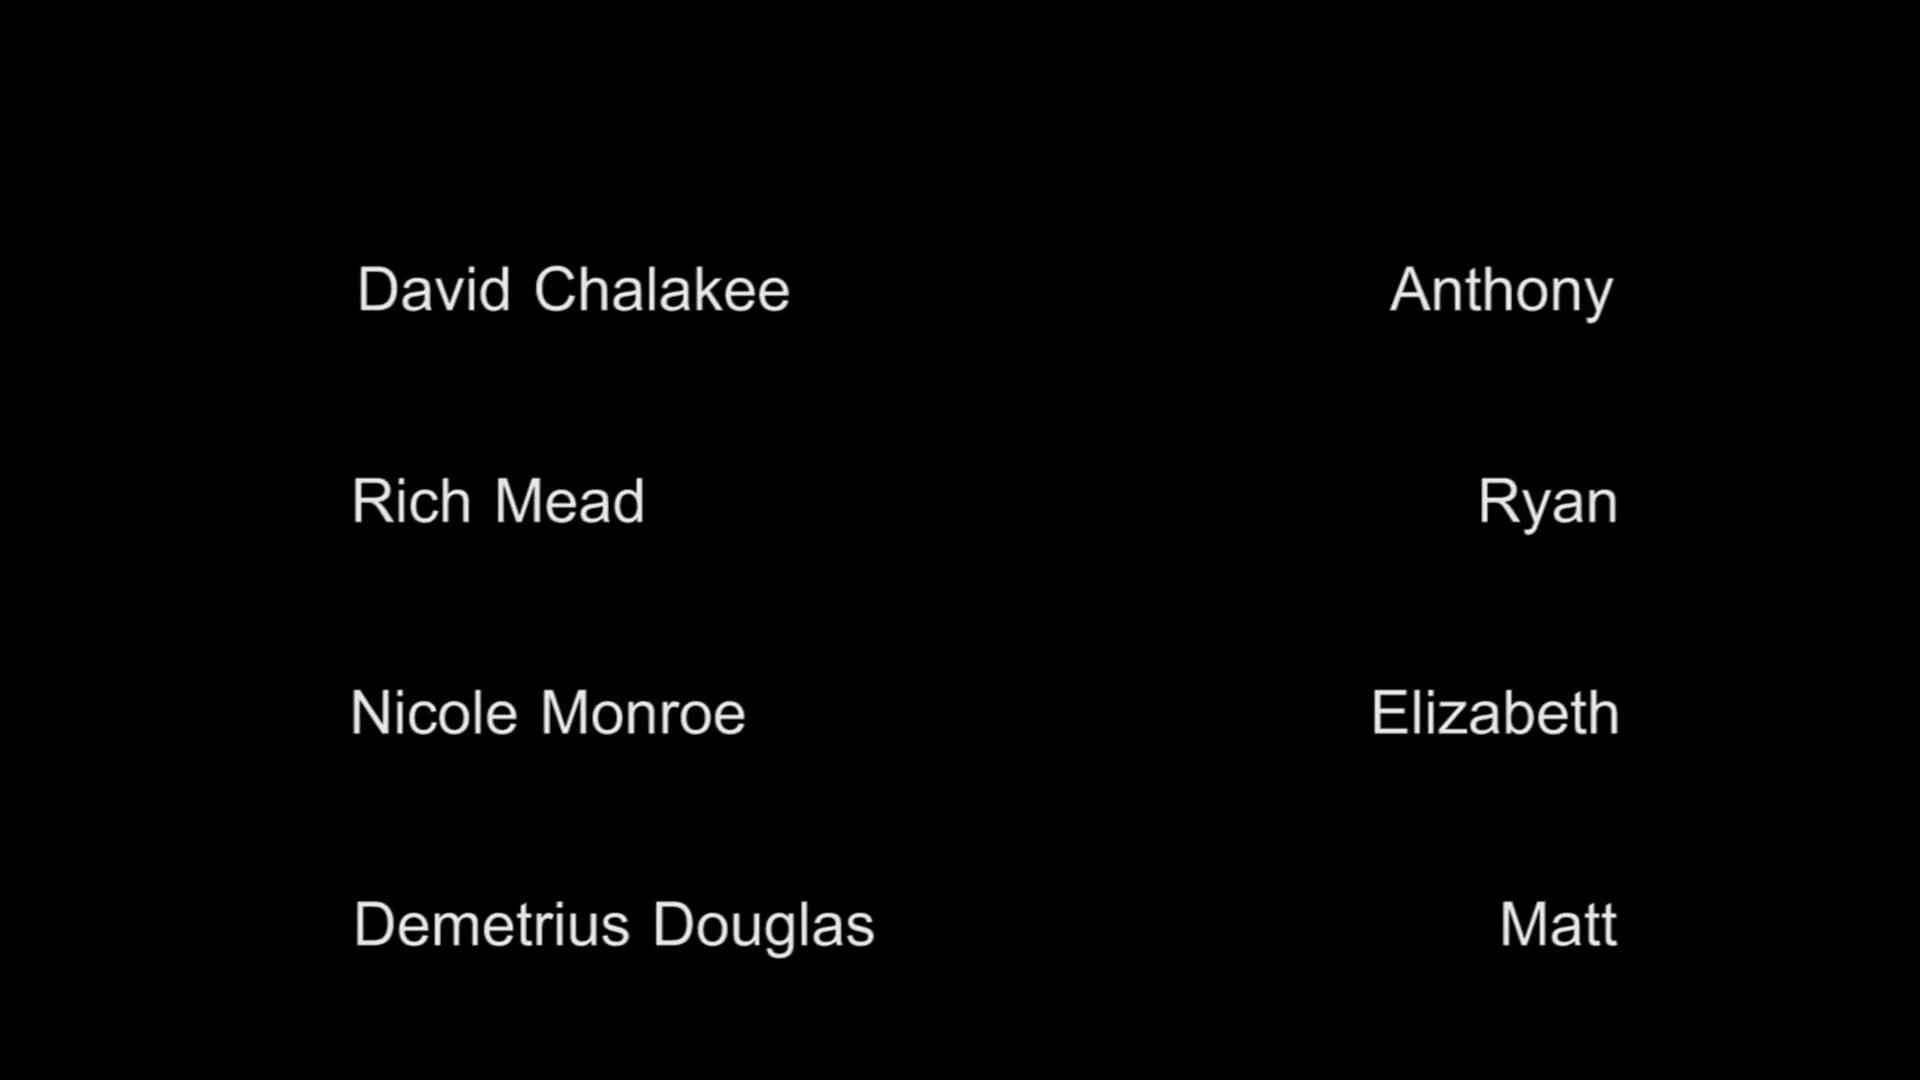 David Chalakee Anthony
Rich Mead Ryan
Nicole Monroe Elizabeth
Demetrius Douglas Matt